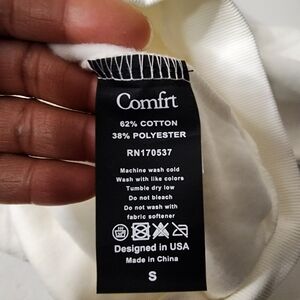 Comfrt
62% COTTON
38% POLYESTER
RN170537
Machine wash cold
Wash with like colors
Tumble dry low
Do not bleach
Do not wash with
fabric softener
Designed in USA
Made in China
S